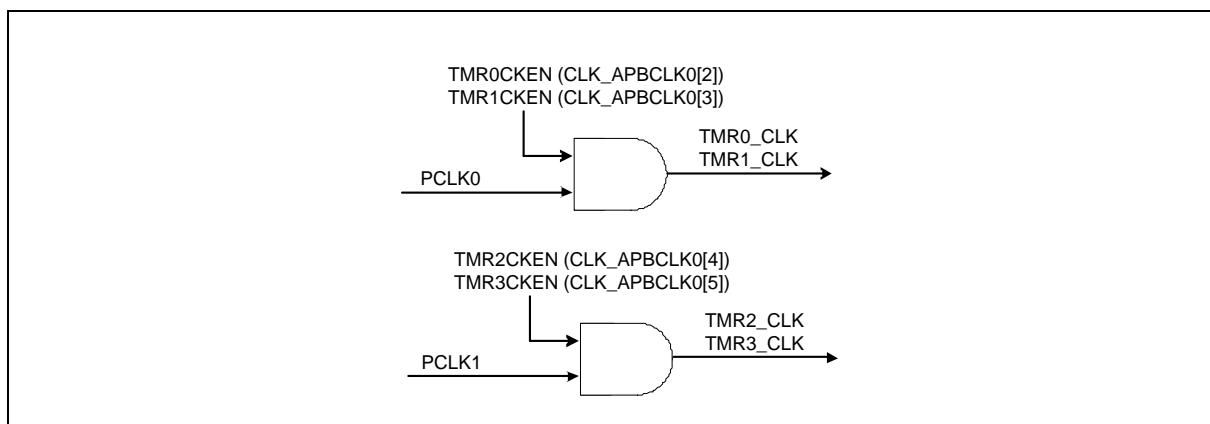 TMR0CKEN (CLK_APBCLK0[2])
TMR1CKEN (CLK_APBCLK0[3])
TMR0_CLK
TMR1_CLK
PCLK0
TMR2CKEN (CLK_APBCLK0[4])
TMR3CKEN (CLK_APBCLK0[5])
TMR2_CLK
TMR3_CLK
PCLK1